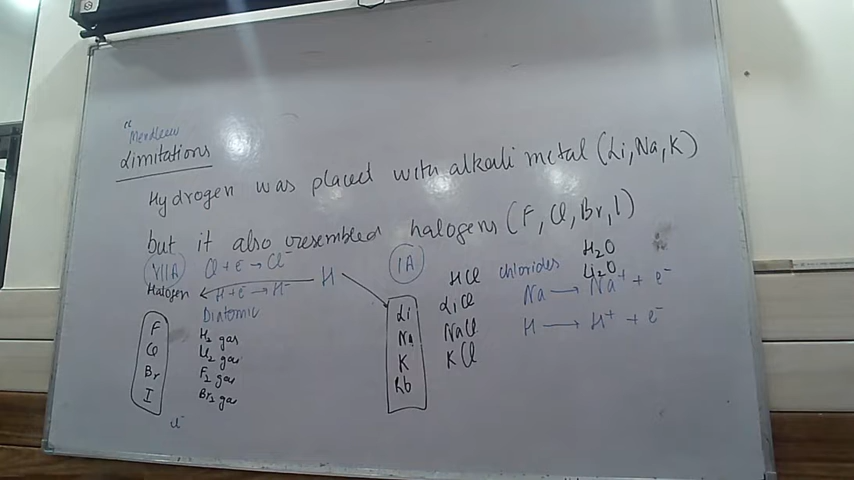 "Mendleev
Limitations
Hydrogen was placed with alkali metal (Li, Na, K)
but it also resembled halogens (F, Cl, Br, I)
VIIA Cl + e⁻ → Cl⁻
Halogen H + e⁻ → H⁻ H
Diatomic
F
Cl
Br
I
H₂ gas
Cl₂ gas
F₂ gas
Br₂ gas
Cl⁻
IA
Li
Na
K
Rb
HCl chlorides
LiCl
NaCl
KCl
H₂O
Li₂O
Na → Na⁺ + e⁻
H → H⁺ + e⁻